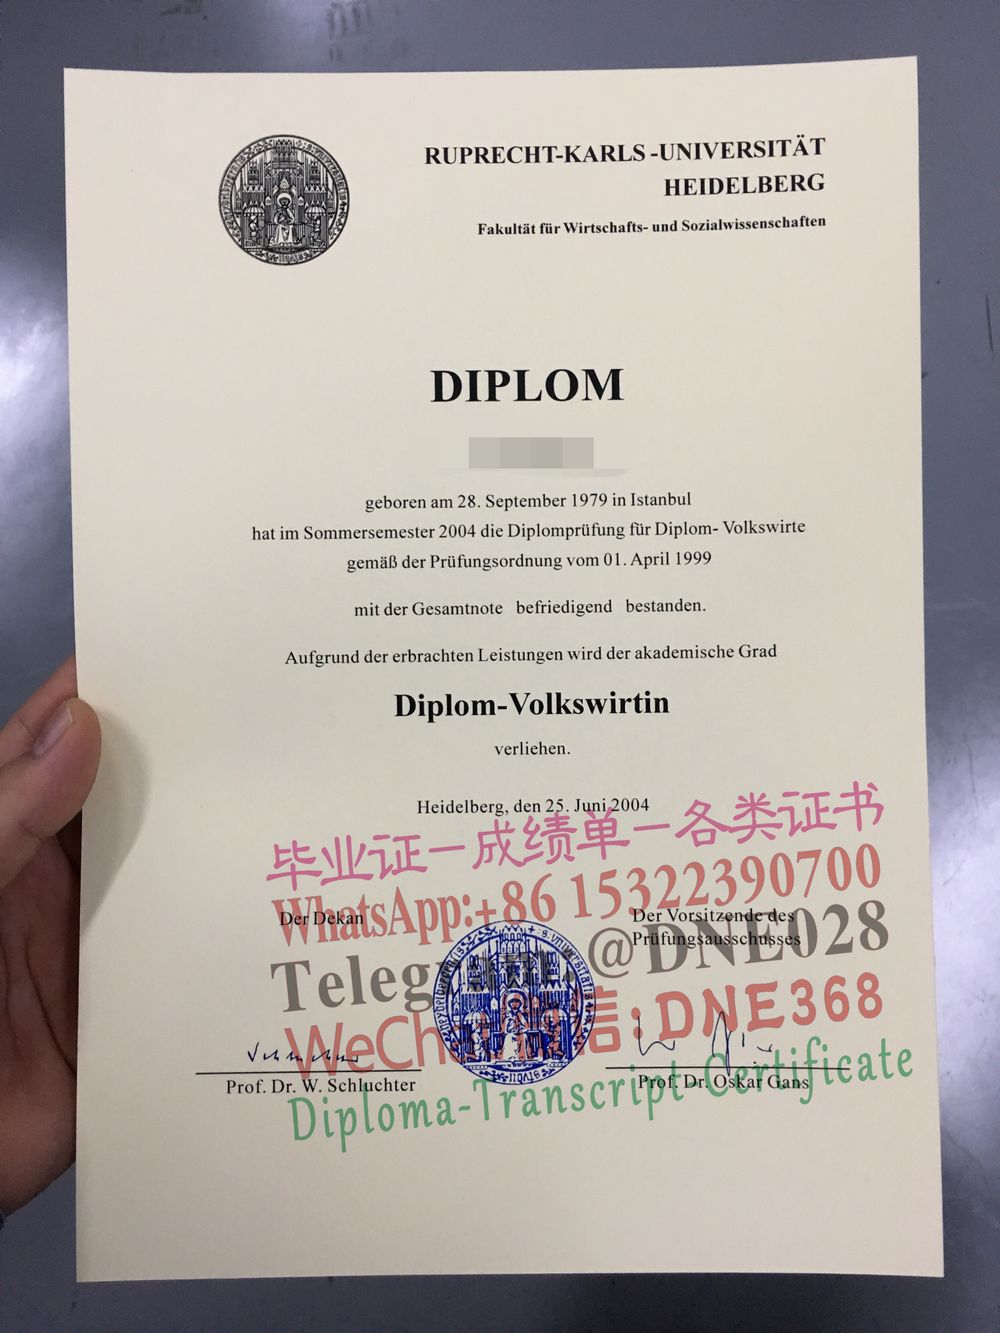 RUPRECHT-KARLS-UNIVERSITÄT
HEIDELBERG
Fakultät für Wirtschafts- und Sozialwissenschaften
DIPLOM
geboren am 28. September 1979 in Istanbul
hat im Sommersemester 2004 die Diplomprüfung für Diplom- Volkswirte
gemäß der Prüfungsordnung vom 01. April 1999
mit der Gesamtnote befriedigend bestanden.
Aufgrund der erbrachten Leistungen wird der akademische Grad
Diplom-Volkswirtin
verliehen.
Heidelberg, den 25. Juni 2004
毕业证一成绩单一各类证书
WhatsApp:+86 15322390700
Der Dekan
Der Vorsitzende des
Prüfungsausschusses
@DNE028
信:DNE368
Prof. Dr. W. Schluchter
Prof. Dr. Oskar Gans
Diploma-Transcript-Certificate